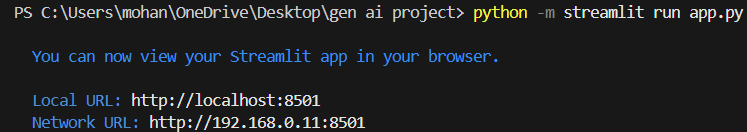 PS C:\Users\mohan\OneDrive\Desktop\gen ai project> python -m streamlit run app.py
You can now view your Streamlit app in your browser.
Local URL: http://localhost:8501
Network URL: http://192.168.0.11:8501